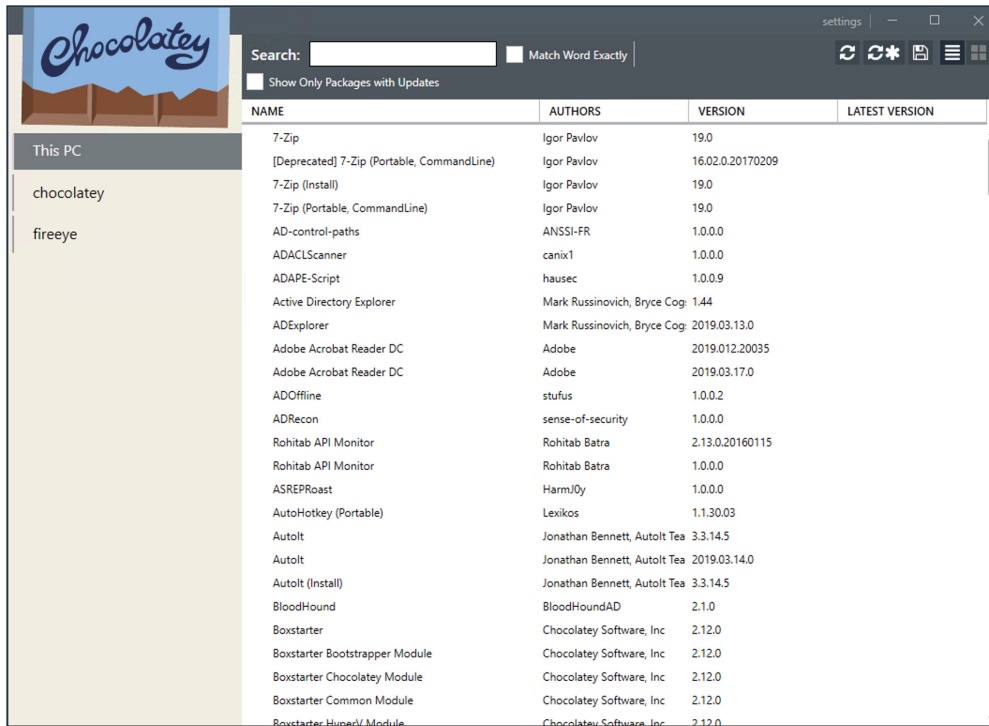 Chocolatey
settings
Search:
Match Word Exactly
Show Only Packages with Updates
This PC
chocolatey
fireeye
NAME AUTHORS VERSION LATEST VERSION
7-Zip Igor Pavlov 19.0
[Deprecated] 7-Zip (Portable, CommandLine) Igor Pavlov 16.02.0.20170209
7-Zip (Install) Igor Pavlov 19.0
7-Zip (Portable, CommandLine) Igor Pavlov 19.0
AD-control-paths ANSSI-FR 1.0.0.0
ADACLScanner canix1 1.0.0.0
ADAPE-Script hausec 1.0.0.9
Active Directory Explorer Mark Russinovich, Bryce Cog 1.44
ADExplorer Mark Russinovich, Bryce Cog 2019.03.13.0
Adobe Acrobat Reader DC Adobe 2019.012.20035
Adobe Acrobat Reader DC Adobe 2019.03.17.0
ADOffline stufus 1.0.0.2
ADRecon sense-of-security 1.0.0.0
Rohitab API Monitor Rohitab Batra 2.13.0.20160115
Rohitab API Monitor Rohitab Batra 1.0.0.0
ASREPRoast HarmJ0y 1.0.0.0
AutoHotkey (Portable) Lexikos 1.1.30.03
AutoIt Jonathan Bennett, AutoIt Tea 3.3.14.5
AutoIt Jonathan Bennett, AutoIt Tea 2019.03.14.0
AutoIt (Install) Jonathan Bennett, AutoIt Tea 3.3.14.5
BloodHound BloodHoundAD 2.1.0
Boxstarter Chocolatey Software, Inc 2.12.0
Boxstarter Bootstrapper Module Chocolatey Software, Inc 2.12.0
Boxstarter Chocolatey Module Chocolatey Software, Inc 2.12.0
Boxstarter Common Module Chocolatey Software, Inc 2.12.0
Boxstarter HyperV Module Chocolatey Software, Inc 2.12.0